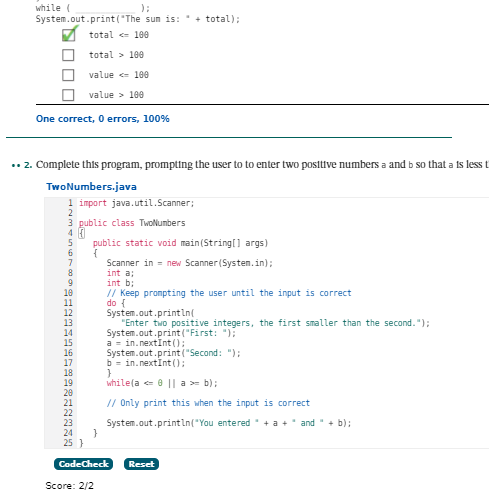 while ( ____________ );
System.out.print("The sum is: " + total);
total <= 100
total > 100
value <= 100
value > 100
One correct, 0 errors, 100%
•• 2. Complete this program, prompting the user to to enter two positive numbers a and b so that a is less t
TwoNumbers.java
1 import java.util.Scanner;
2
3 public class TwoNumbers
4 {
5 public static void main(String[] args)
6 {
7 Scanner in = new Scanner(System.in);
8 int a;
9 int b;
10 // Keep prompting the user until the input is correct
11 do {
12 System.out.println(
13 "Enter two positive integers, the first smaller than the second.");
14 System.out.print("First: ");
15 a = in.nextInt();
16 System.out.print("Second: ");
17 b = in.nextInt();
18 }
19 while(a <= 0 || a >= b);
20
21 // Only print this when the input is correct
22
23 System.out.println("You entered " + a + " and " + b);
24 }
25 }
CodeCheck Reset
Score: 2/2